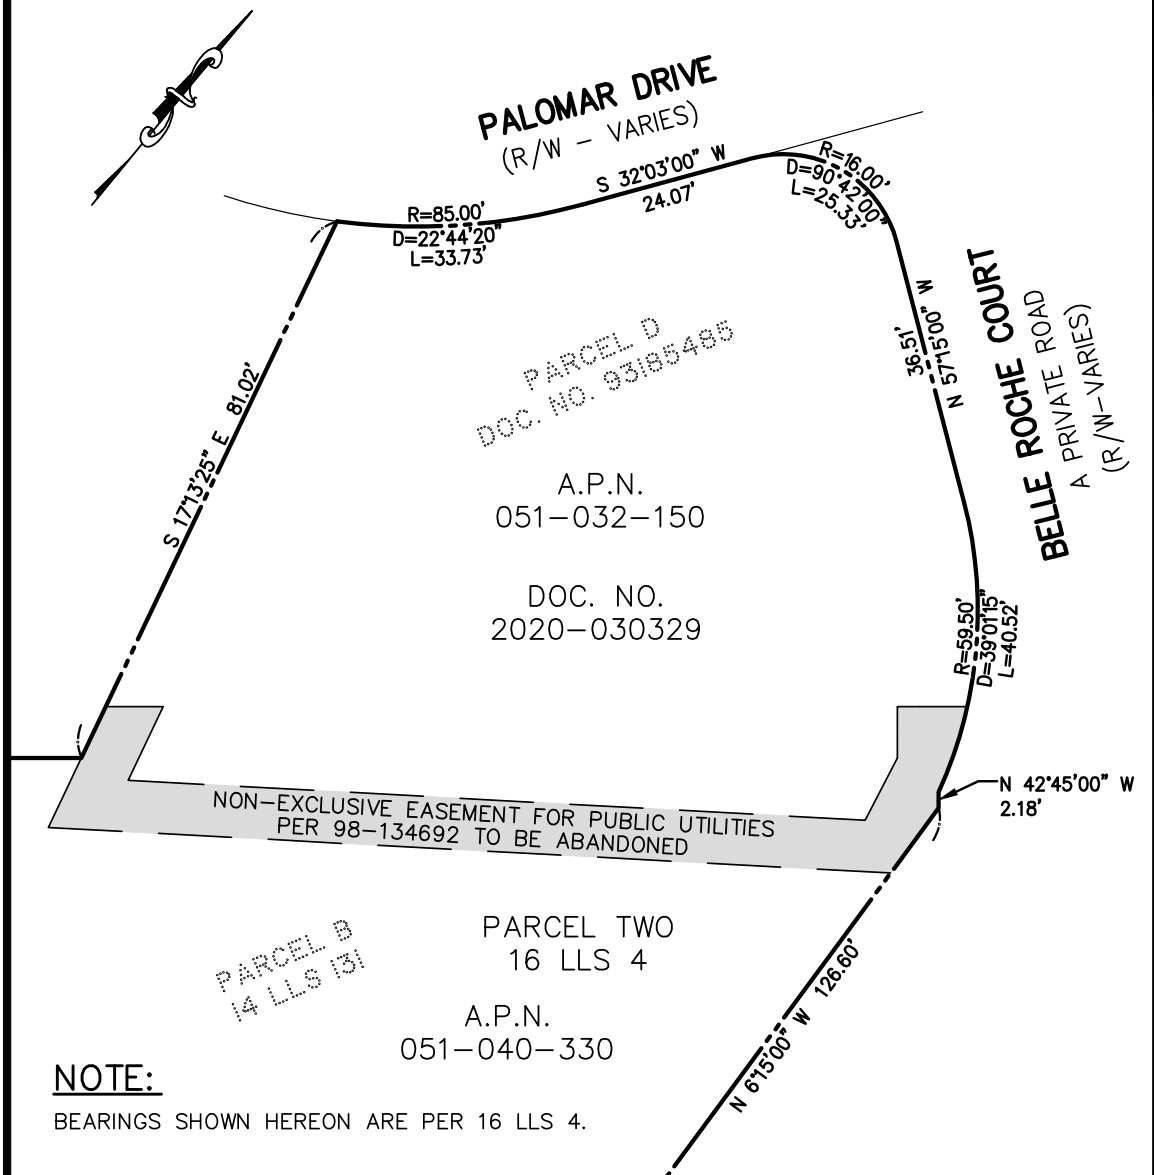 PALOMAR DRIVE
(R/W - VARIES)
S 32°03'00" W
24.07'
R=16.00'
D=90°42'00"
L=25.33'
R=85.00'
D=22°44'20"
L=33.73'
N 57°15'00" W
36.51'
BELLE ROCHE COURT
A PRIVATE ROAD
(R/W-VARIES)
PARCEL D
DOC. NO. 93185485
S 17°13'25" E 81.02'
A.P.N.
051-032-150
DOC. NO.
2020-030329
R=59.50'
D=39°01'15"
L=40.52'
N 42°45'00" W
2.18'
NON-EXCLUSIVE EASEMENT FOR PUBLIC UTILITIES
PER 98-134692 TO BE ABANDONED
PARCEL B
14 LLS 131
PARCEL TWO
16 LLS 4
A.P.N.
051-040-330
N 6°15'00" W 126.60'
NOTE:
BEARINGS SHOWN HEREON ARE PER 16 LLS 4.